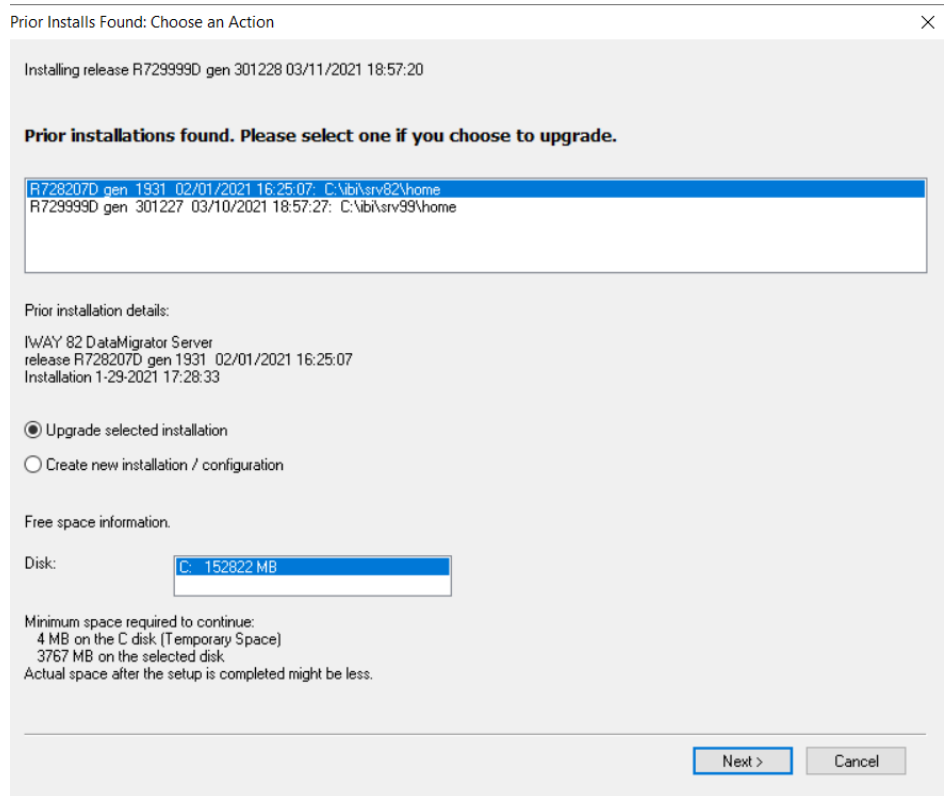 Prior Installs Found: Choose an Action
Installing release R729999D gen 301228 03/11/2021 18:57:20
Prior installations found. Please select one if you choose to upgrade.
R728207D gen 1931 02/01/2021 16:25:07: C:\ibi\srv82\home
R729999D gen 301227 03/10/2021 18:57:27: C:\ibi\srv99\home
Prior installation details:
IWAY 82 DataMigrator Server
release R728207D gen 1931 02/01/2021 16:25:07
Installation 1-29-2021 17:28:33
Upgrade selected installation
Create new installation / configuration
Free space information.
Disk:
C: 152822 MB
Minimum space required to continue:
4 MB on the C disk (Temporary Space)
3767 MB on the selected disk
Actual space after the setup is completed might be less.
Next >
Cancel